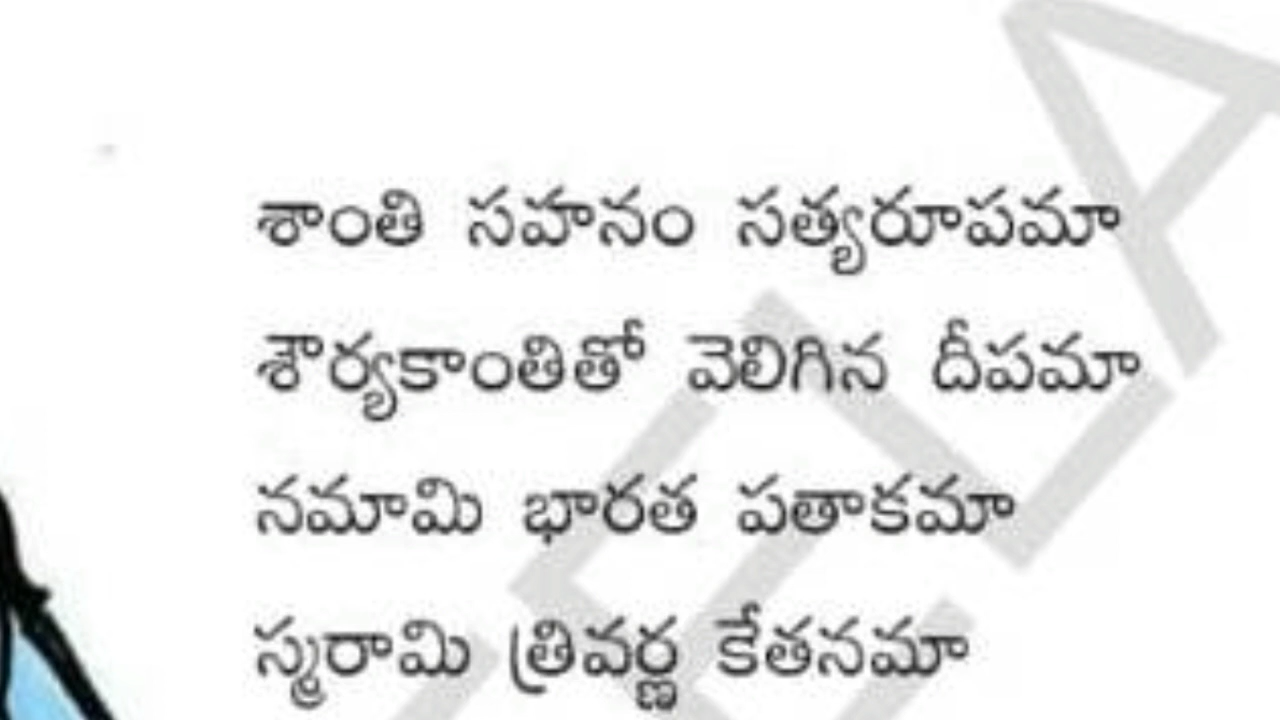 శాంతి సహనం సత్యరూపమా
శౌర్యకాంతితో వెలిగిన దీపమా
నమామి భారత పతాకమా
స్మరామి త్రివర్ణ కేతనమా